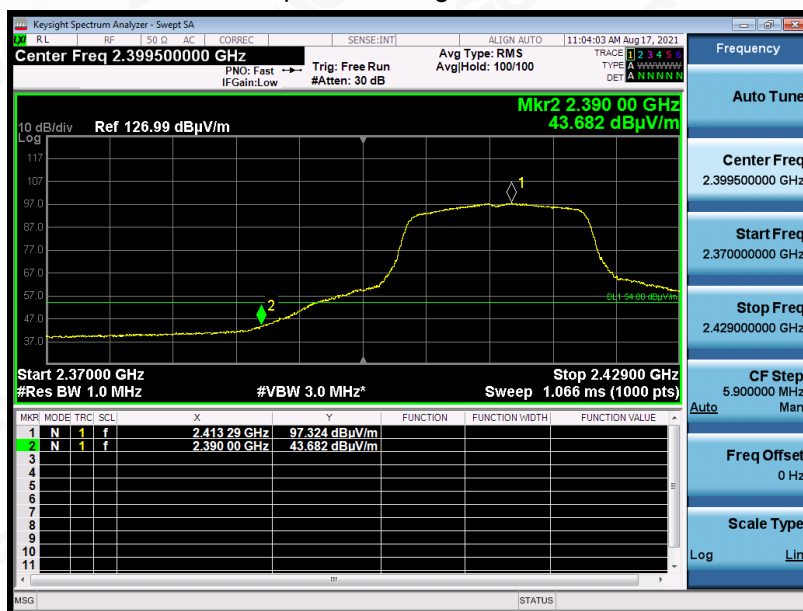 Keysight Spectrum Analyzer - Swept SA
LXI RL RF 50 Ω AC CORREC SENSE:INT ALIGN AUTO 11:04:03 AM Aug 17, 2021
Center Freq 2.399500000 GHz
PNO: Fast
IFGain:Low
Trig: Free Run
#Atten: 30 dB
Avg Type: RMS
Avg|Hold: 100/100
TRACE 1 2 3 4 5 6
TYPE A WWWWW
DET A N N N N N
Mkr2 2.390 00 GHz
43.682 dBµV/m
10 dB/div Ref 126.99 dBµV/m
Log
117
107
97.0
87.0
77.0
67.0
57.0
47.0
37.0
1
2
DL1 54.00 dBµV/m
Start 2.37000 GHz
Stop 2.42900 GHz
#Res BW 1.0 MHz #VBW 3.0 MHz* Sweep 1.066 ms (1000 pts)
MKR MODE TRC SCL X Y FUNCTION FUNCTION WIDTH FUNCTION VALUE
1 N 1 f 2.413 29 GHz 97.324 dBµV/m
2 N 1 f 2.390 00 GHz 43.682 dBµV/m
3
4
5
6
7
8
9
10
11
MSG STATUS
Frequency
Auto Tune
Center Freq
2.399500000 GHz
Start Freq
2.370000000 GHz
Stop Freq
2.429000000 GHz
CF Step
5.900000 MHz
Auto Man
Freq Offset
0 Hz
Scale Type
Log Lin